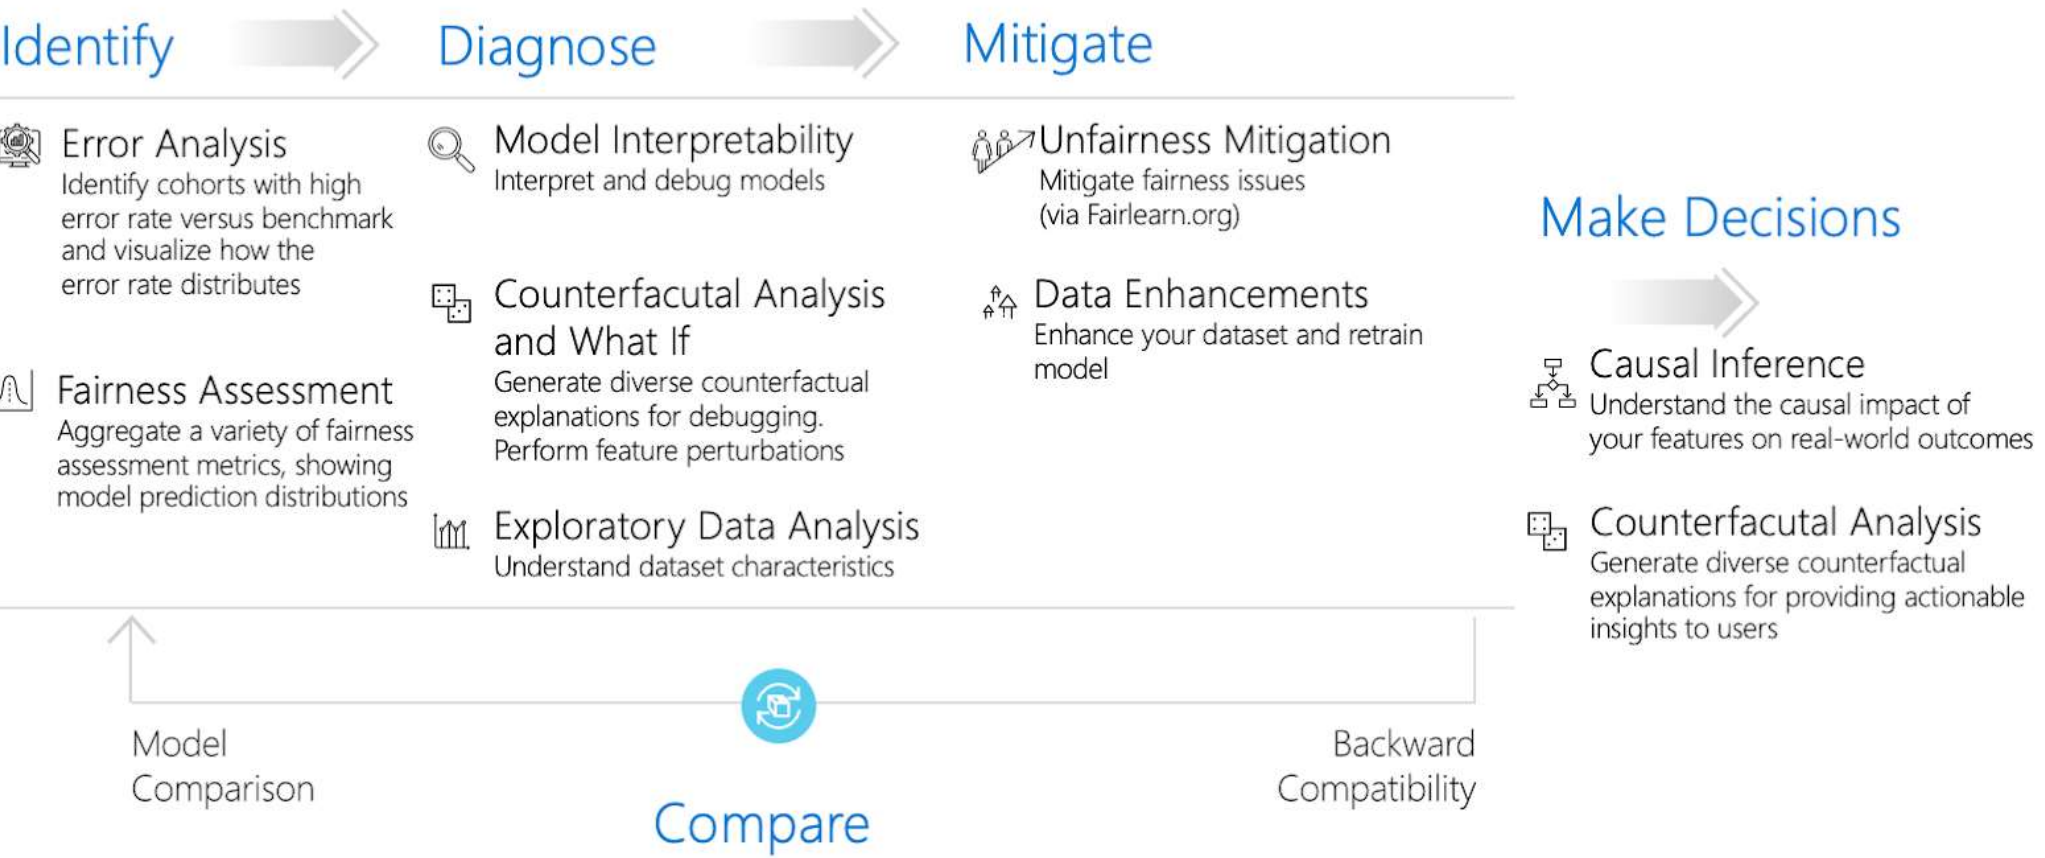 Identify
Error Analysis
Identify cohorts with high
error rate versus benchmark
and visualize how the
error rate distributes
Fairness Assessment
Aggregate a variety of fairness
assessment metrics, showing
model prediction distributions
Diagnose
Model Interpretability
Interpret and debug models
Counterfacutal Analysis
and What If
Generate diverse counterfactual
explanations for debugging.
Perform feature perturbations
Exploratory Data Analysis
Understand dataset characteristics
Mitigate
Unfairness Mitigation
Mitigate fairness issues
(via Fairlearn.org)
Data Enhancements
Enhance your dataset and retrain
model
Make Decisions
Causal Inference
Understand the causal impact of
your features on real-world outcomes
Counterfacutal Analysis
Generate diverse counterfactual
explanations for providing actionable
insights to users
Model
Comparison
Compare
Backward
Compatibility